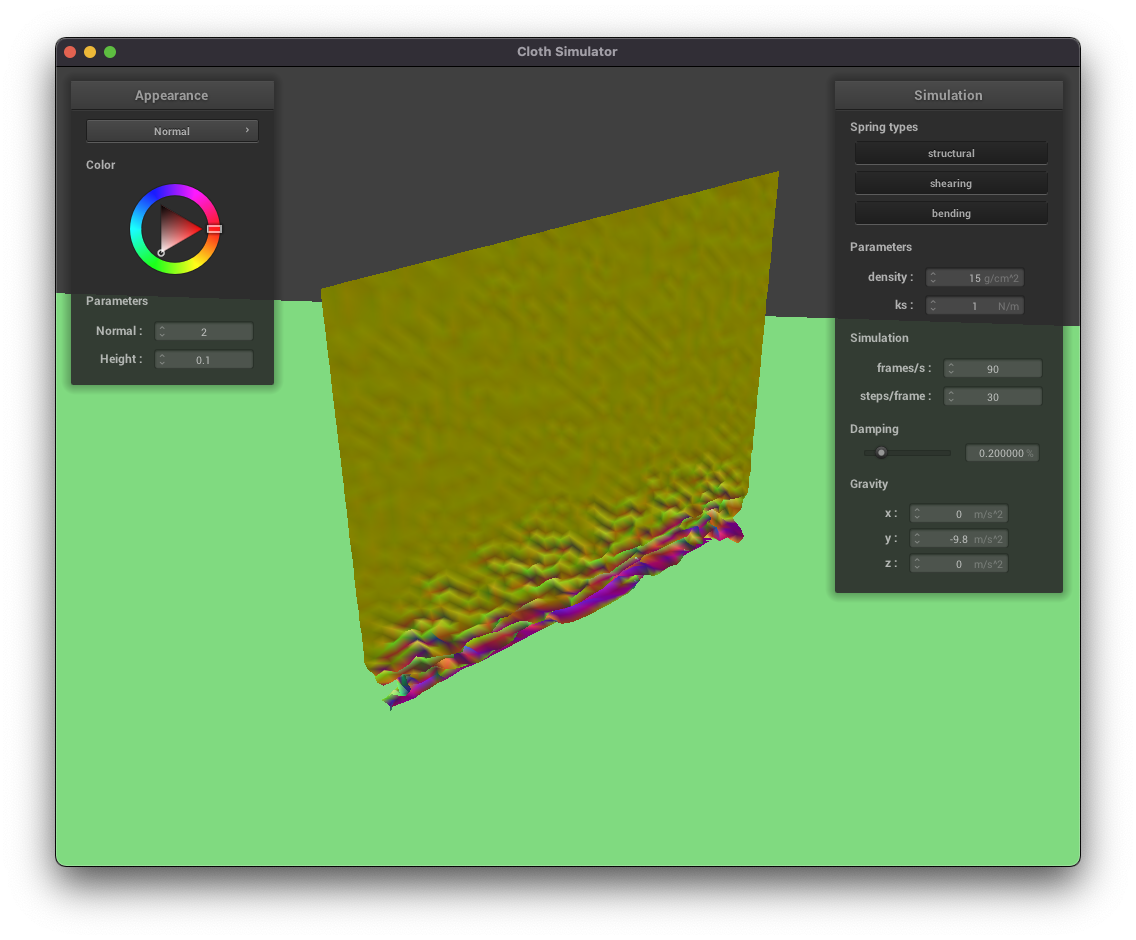 Cloth Simulator
Appearance
Normal ›
Color
Parameters
Normal : 2
Height : 0.1
Simulation
Spring types
structural
shearing
bending
Parameters
density : 15 g/cm^2
ks : 1 N/m
Simulation
frames/s : 90
steps/frame : 30
Damping
0.200000 %
Gravity
x : 0 m/s^2
y : -9.8 m/s^2
z : 0 m/s^2